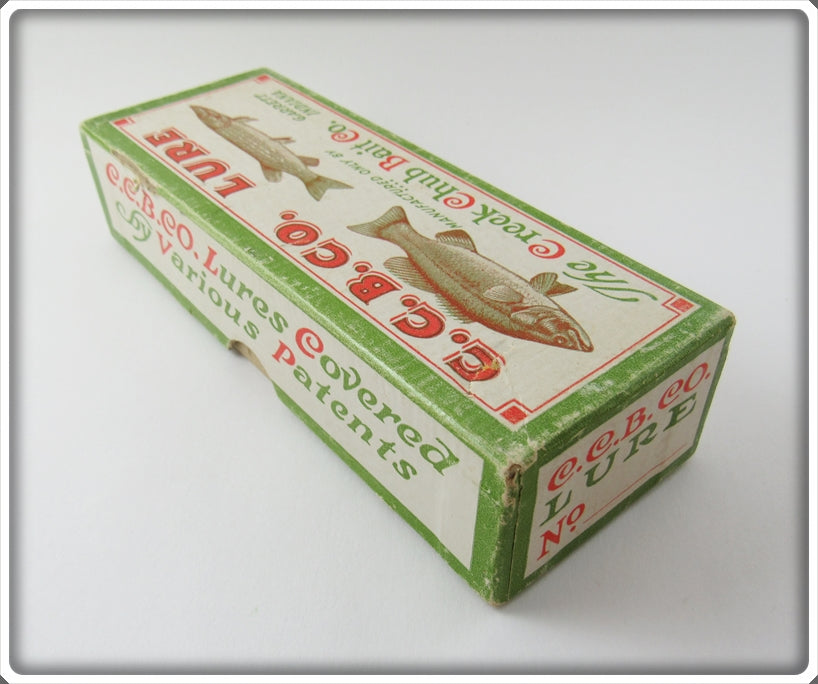 C.C.B.CO. LURE
MANUFACTURED ONLY BY
The Creek Chub Bait Co.
GARRETT
INDIANA
C.C.B.CO. Lures Covered
by Various Patents
C.C.B.CO.
LURE
No